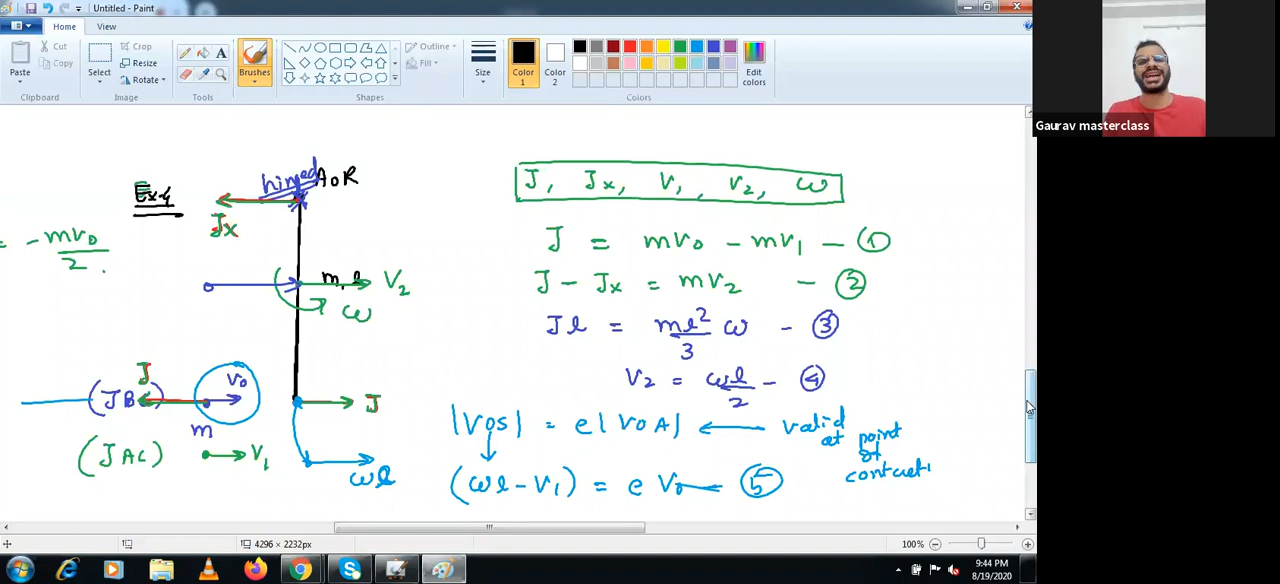 Untitled - Paint
Home View
Paste
Cut
Copy
Clipboard
Select
Crop
Resize
Rotate
Image
Tools
Brushes
Shapes
Outline
Fill
Size
Color 1
Color 2
Edit colors
Colors
Gaurav masterclass
Ex-4
hinged AOR
Jx
= -mv0/2.
m, l
V2
ω
J
(JB)
v0
J
m
(JAC)
V1
ωl
J, Jx, V1, V2, ω
J = mv0 - mv1 - ①
J - Jx = mv2 - ②
Jl = ml²/3 ω - ③
V2 = ωl/2 - ④
|VOS| = e|VOA| ← valid at point of contact
(ωl - V1) = e V0 - ⑤
4296 × 2232px
100%
9:44 PM
8/19/2020